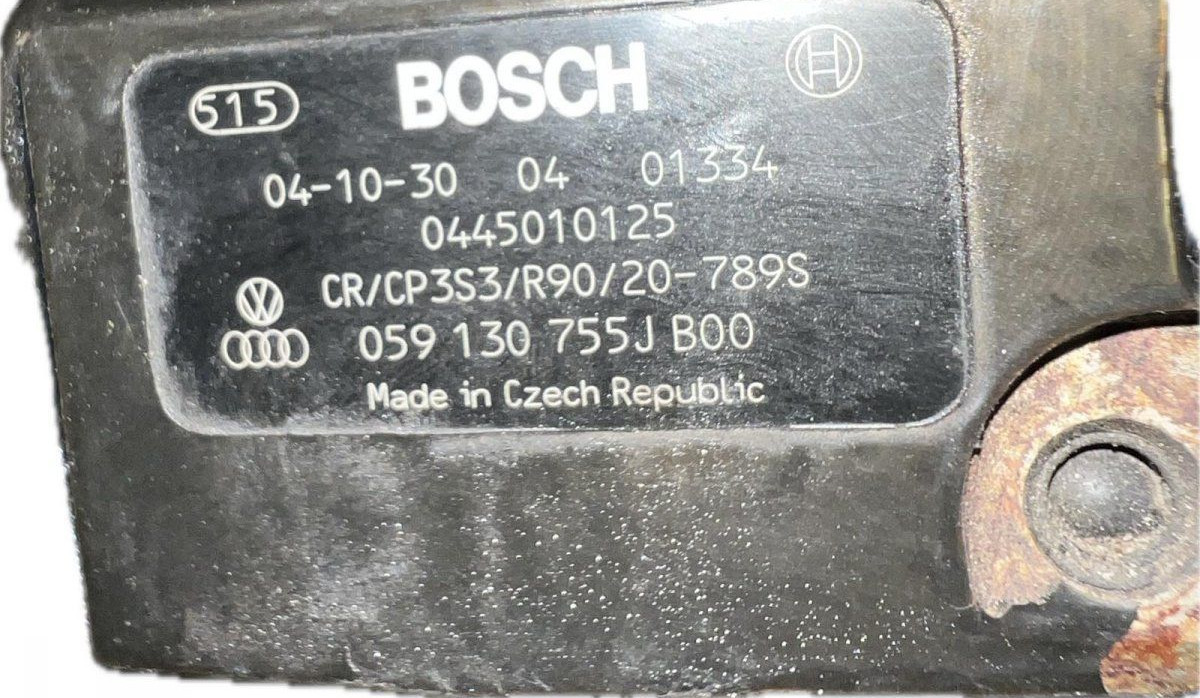 515 BOSCH
04-10-30 04 01334
0445010125
CR/CP3S3/R90/20-789S
059 130 755J B00
Made in Czech Republic